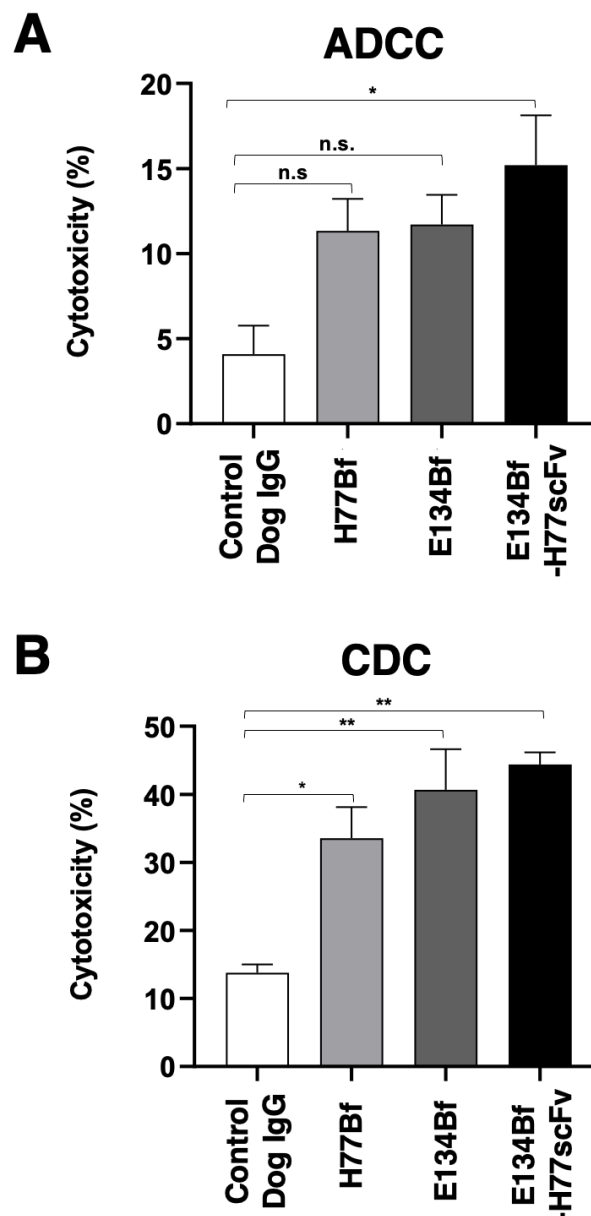 A
ADCC
Cytotoxicity (%)
20
15
10
5
0
*
n.s.
n.s
Control
Dog IgG
H77Bf
E134Bf
E134Bf
-H77scFv
B
CDC
Cytotoxicity (%)
50
40
30
20
10
0
**
**
*
Control
Dog IgG
H77Bf
E134Bf
E134Bf
-H77scFv